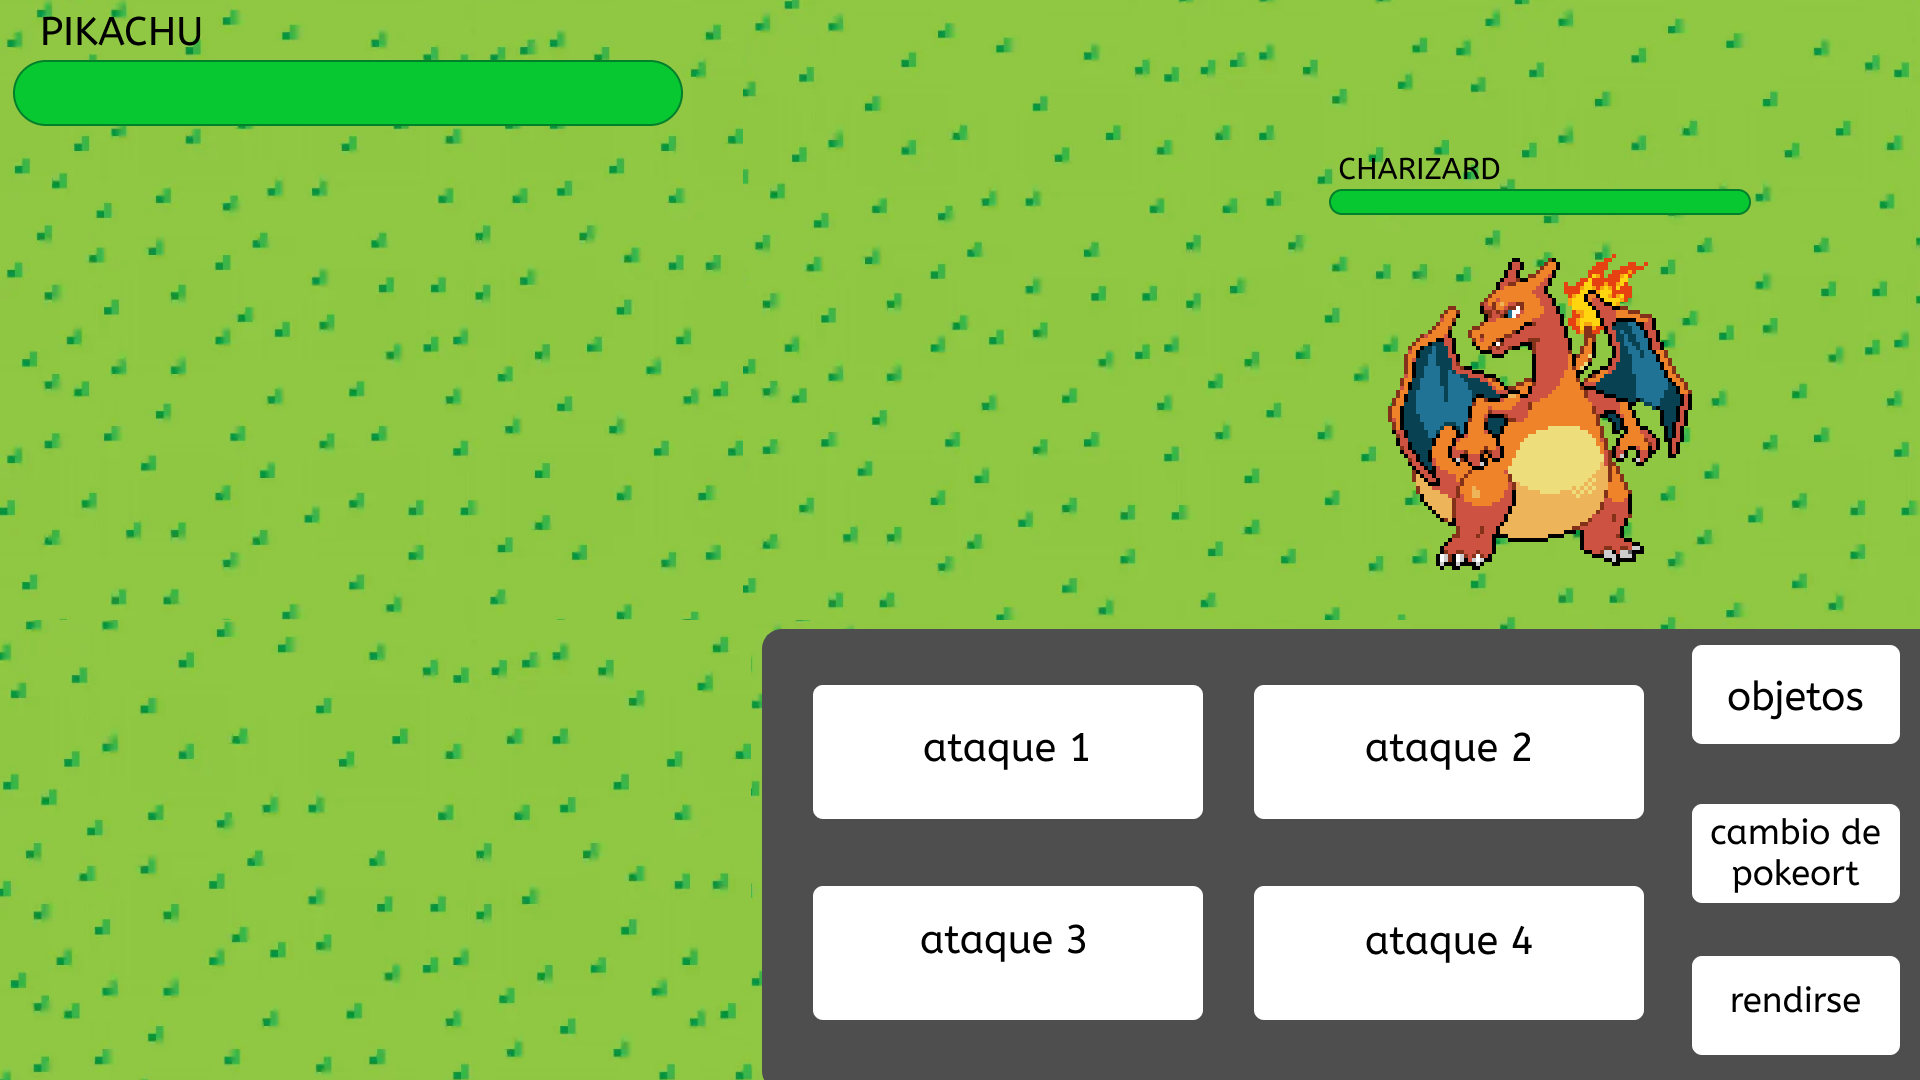 PIKACHU
CHARIZARD
ataque 1
ataque 2
objetos
cambio de
pokeort
ataque 3
ataque 4
rendirse